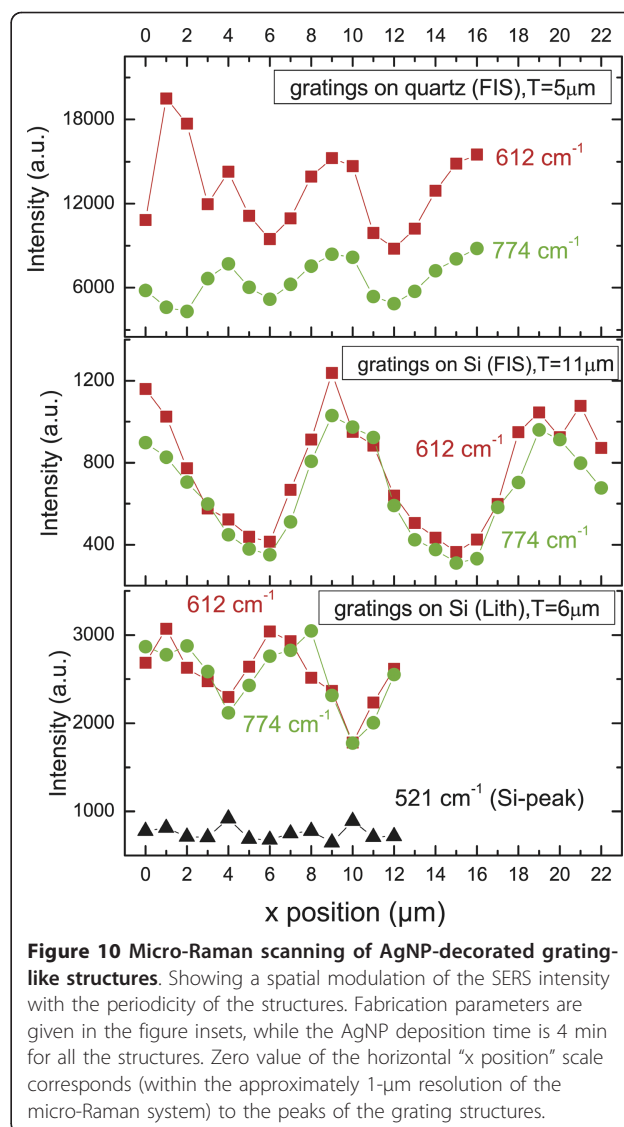 0 2 4 6 8 10 12 14 16 18 20 22
gratings on quartz (FIS),T=5μm
18000
12000
6000
Intensity (a.u.)
612 cm⁻¹
774 cm⁻¹
gratings on Si (FIS),T=11μm
1200
800
400
Intensity (a.u.)
612 cm⁻¹
774 cm⁻¹
612 cm⁻¹
gratings on Si (Lith),T=6μm
3000
2000
1000
Intensity (a.u.)
774 cm⁻¹
521 cm⁻¹ (Si-peak)
0 2 4 6 8 10 12 14 16 18 20 22
x position (μm)
Figure 10 Micro-Raman scanning of AgNP-decorated grating-
like structures. Showing a spatial modulation of the SERS intensity
with the periodicity of the structures. Fabrication parameters are
given in the figure insets, while the AgNP deposition time is 4 min
for all the structures. Zero value of the horizontal “x position” scale
corresponds (within the approximately 1-μm resolution of the
micro-Raman system) to the peaks of the grating structures.